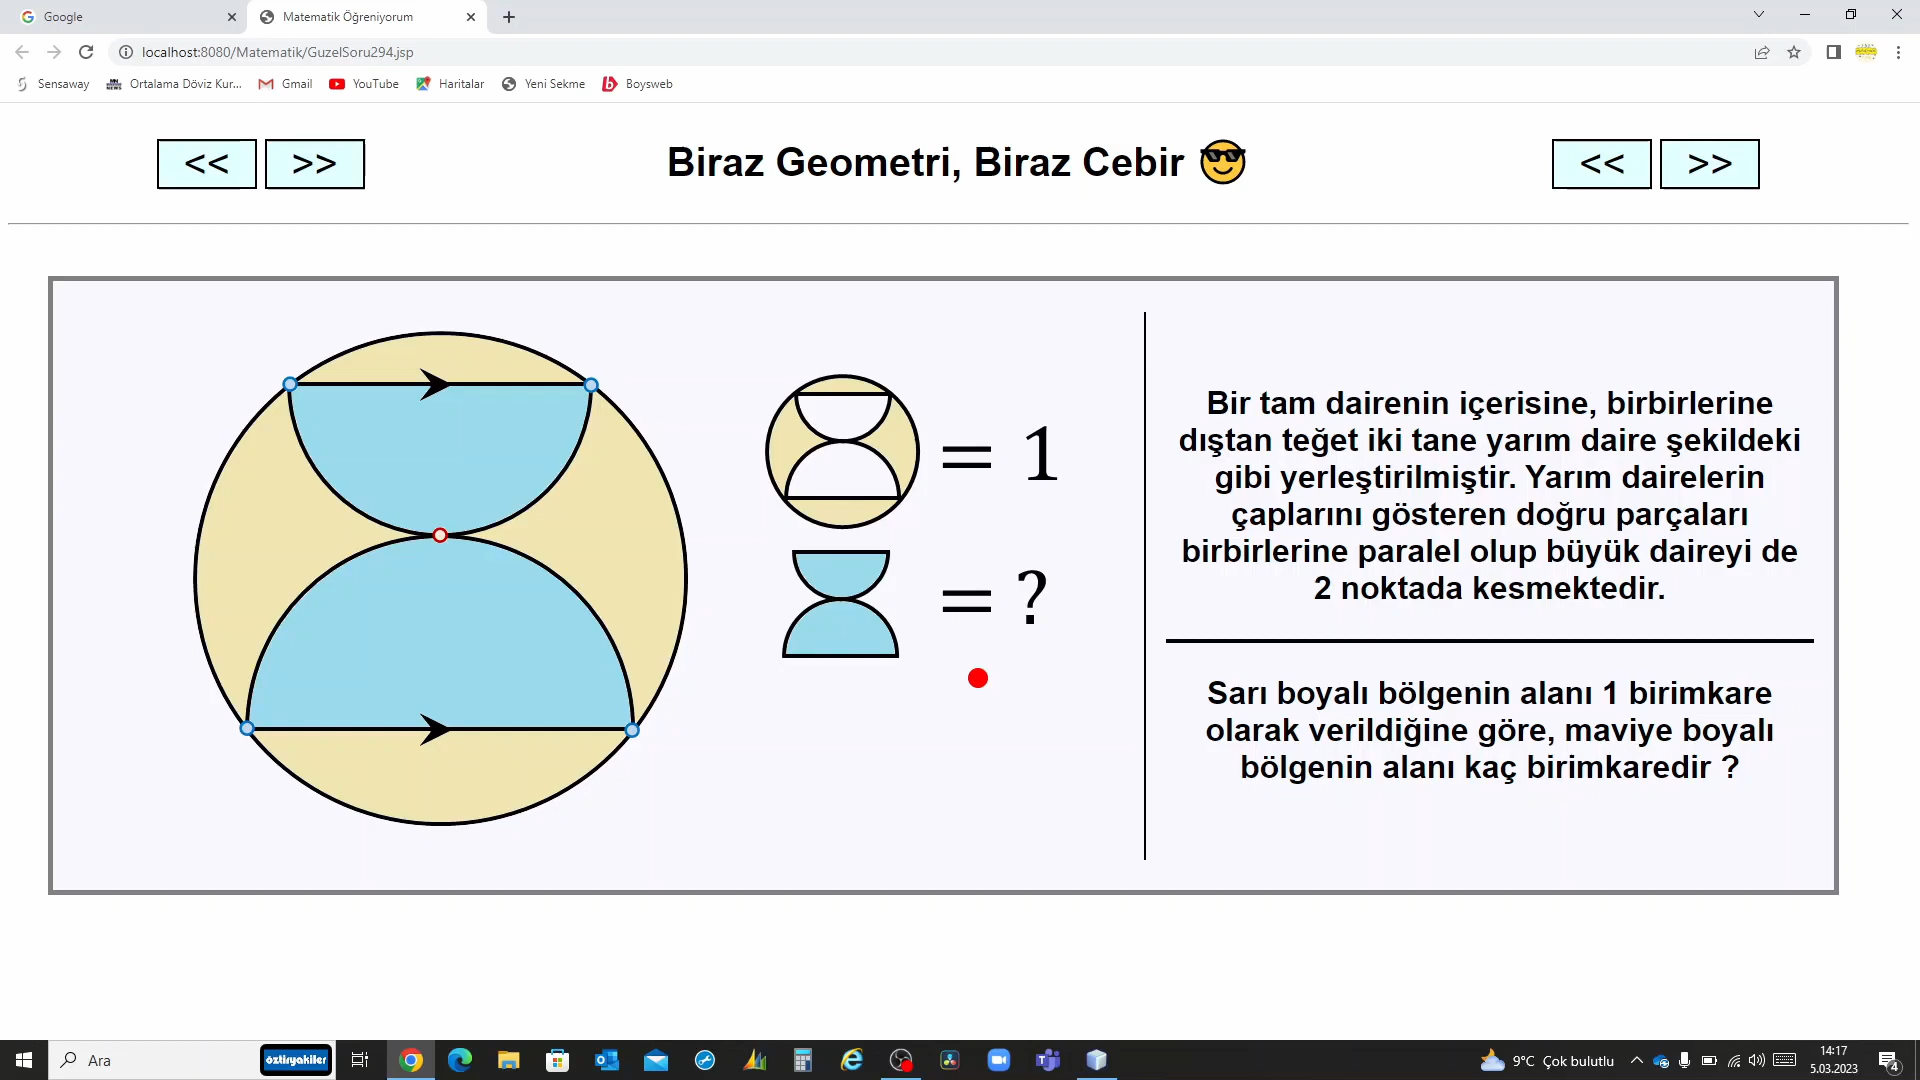 Google
Matematik Öğreniyorum
localhost:8080/Matematik/GuzelSoru294.jsp
Sensaway
Ortalama Döviz Kur...
Gmail
YouTube
Haritalar
Yeni Sekme
Boysweb
<< >>
Biraz Geometri, Biraz Cebir 😎
<< >>
= 1
= ?
Bir tam dairenin içerisine, birbirlerine
dıştan teğet iki tane yarım daire şekildeki
gibi yerleştirilmiştir. Yarım dairelerin
çaplarını gösteren doğru parçaları
birbirlerine paralel olup büyük daireyi de
2 noktada kesmektedir.
Sarı boyalı bölgenin alanı 1 birimkare
olarak verildiğine göre, maviye boyalı
bölgenin alanı kaç birimkaredir ?
Ara
öztiryakiler
9°C Çok bulutlu
14:17
5.03.2023
4